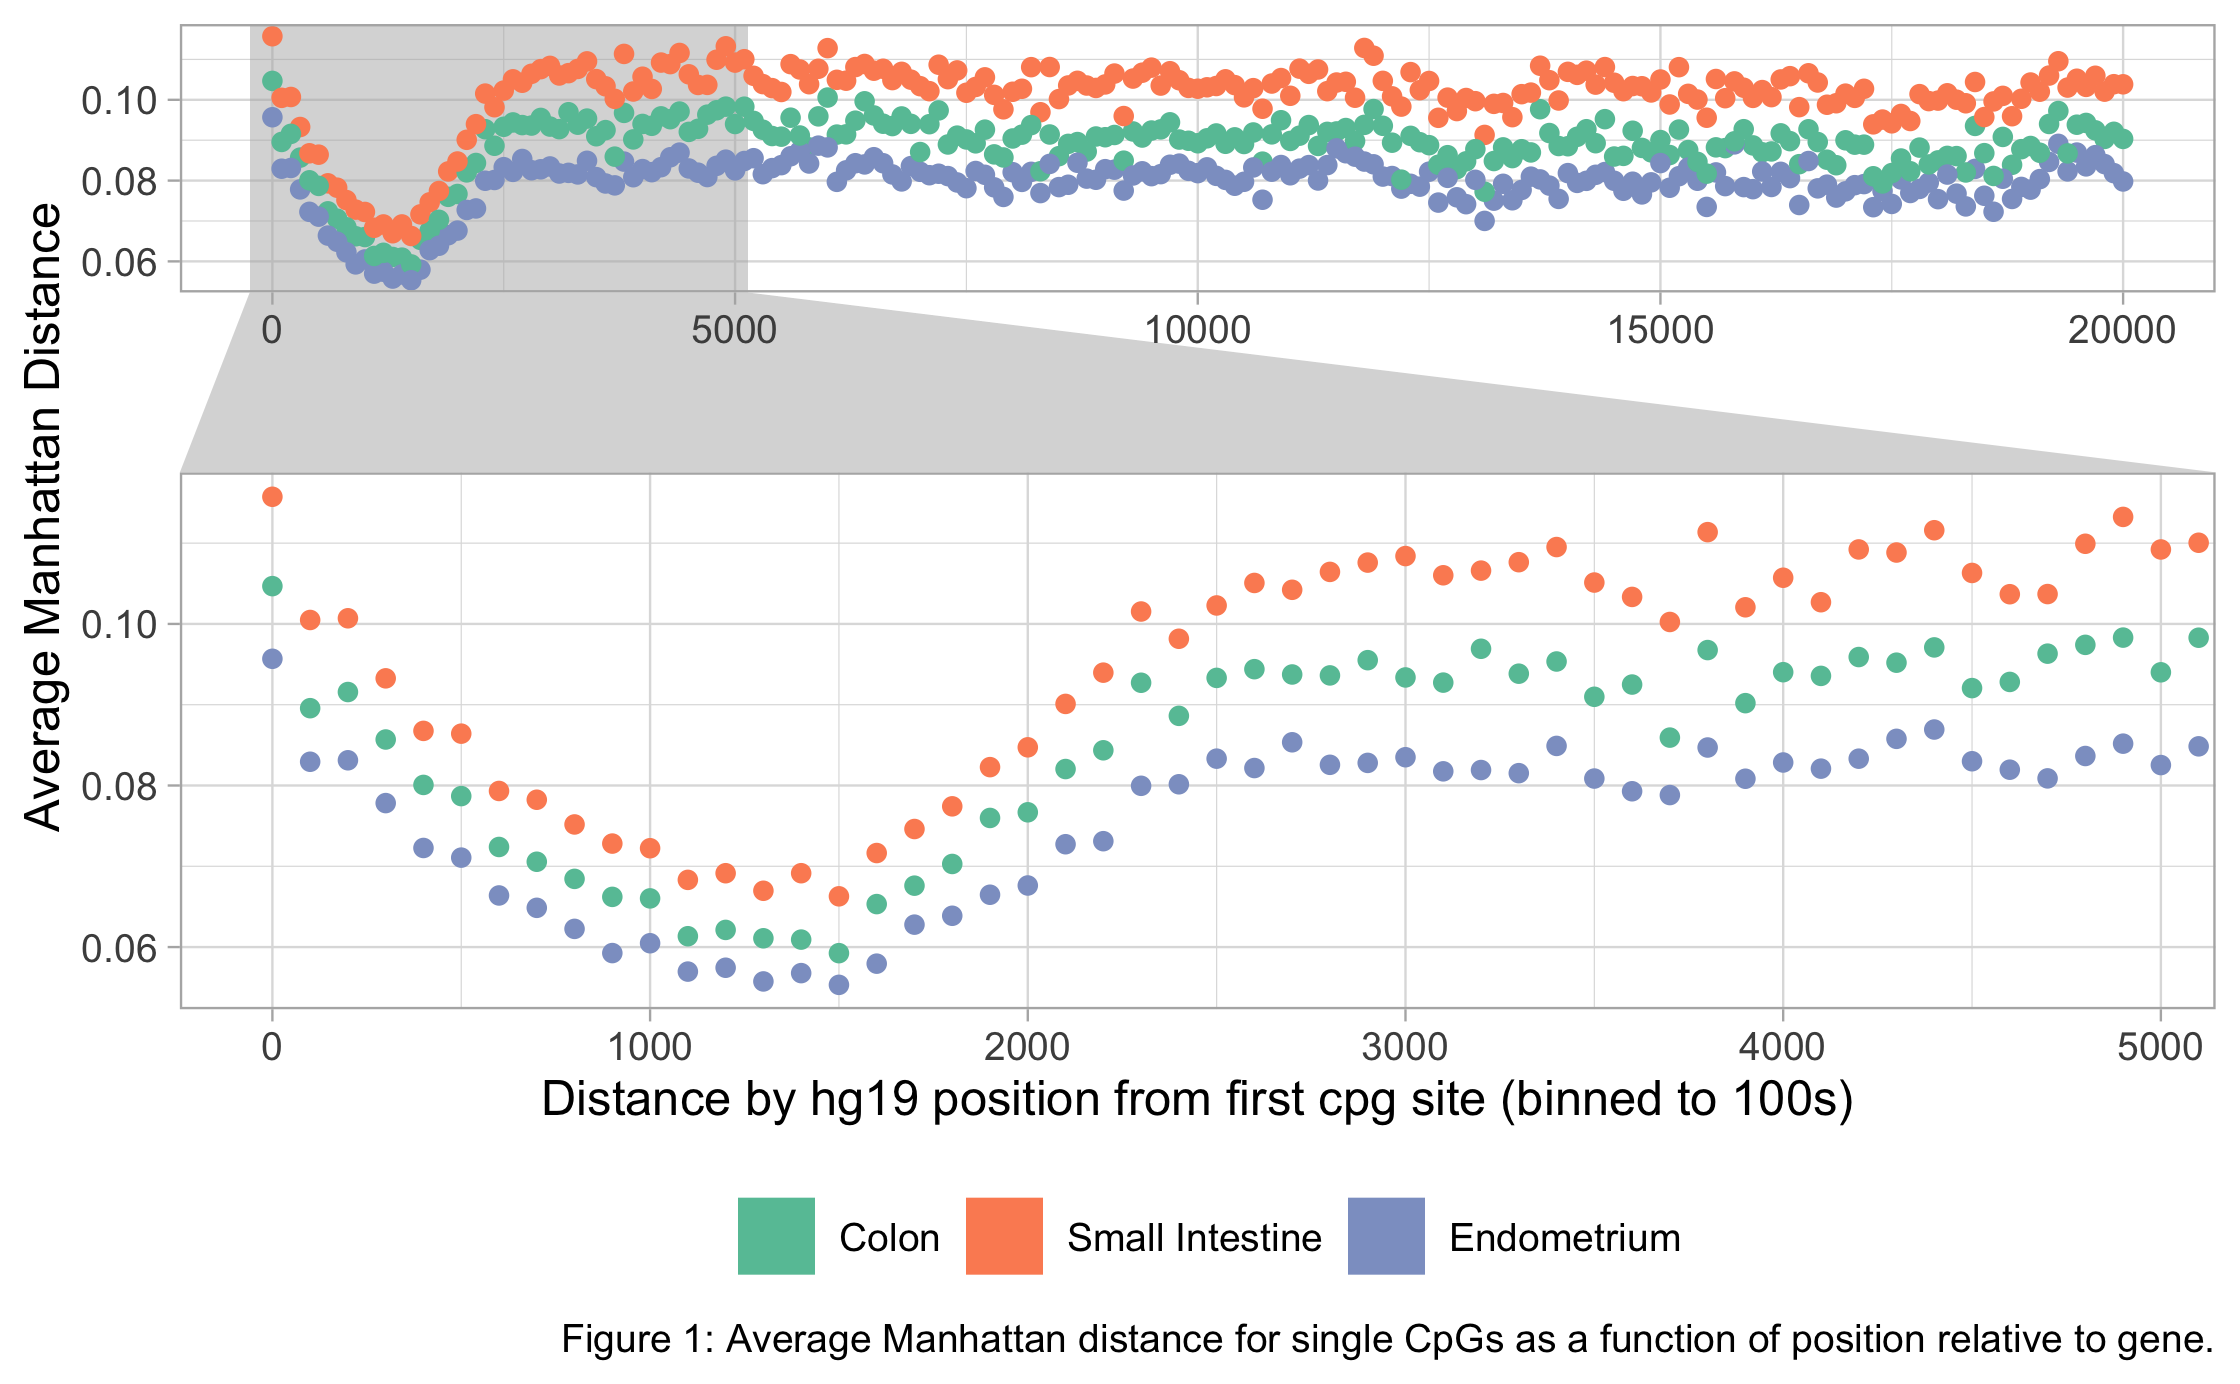 Average Manhattan Distance
0.10
0.08
0.06
0 5000 10000 15000 20000
0.10
0.08
0.06
0 1000 2000 3000 4000 5000
Distance by hg19 position from first cpg site (binned to 100s)
Colon Small Intestine Endometrium
Figure 1: Average Manhattan distance for single CpGs as a function of position relative to gene.